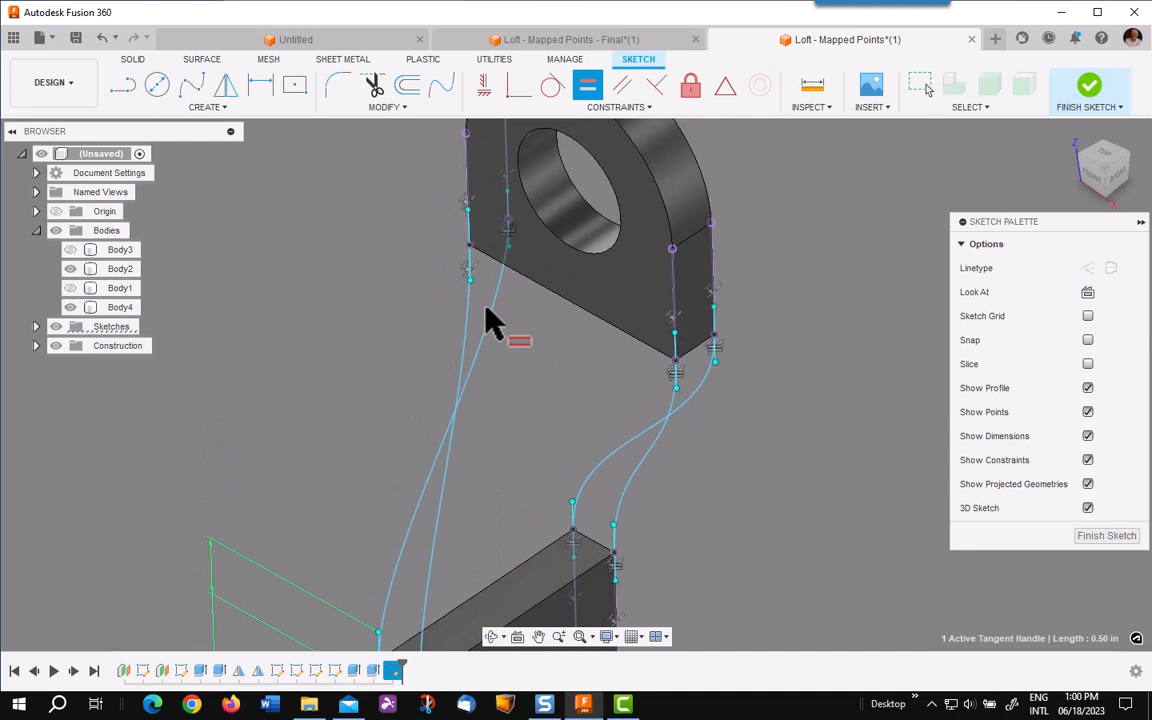 Autodesk Fusion 360
Untitled
Loft - Mapped Points - Final*(1)
Loft - Mapped Points*(1)
DESIGN
SOLID
SURFACE
MESH
SHEET METAL
PLASTIC
UTILITIES
MANAGE
SKETCH
CREATE
MODIFY
CONSTRAINTS
INSPECT
INSERT
SELECT
FINISH SKETCH
BROWSER
(Unsaved)
Document Settings
Named Views
Origin
Bodies
Body3
Body2
Body1
Body4
Sketches
Construction
Z
FRONT
RIGHT
X
SKETCH PALETTE
Options
Linetype
Look At
Sketch Grid
Snap
Slice
Show Profile
Show Points
Show Dimensions
Show Constraints
Show Projected Geometries
3D Sketch
Finish Sketch
1 Active Tangent Handle | Length : 0.50 in
Desktop
ENG
INTL
1:00 PM
06/18/2023